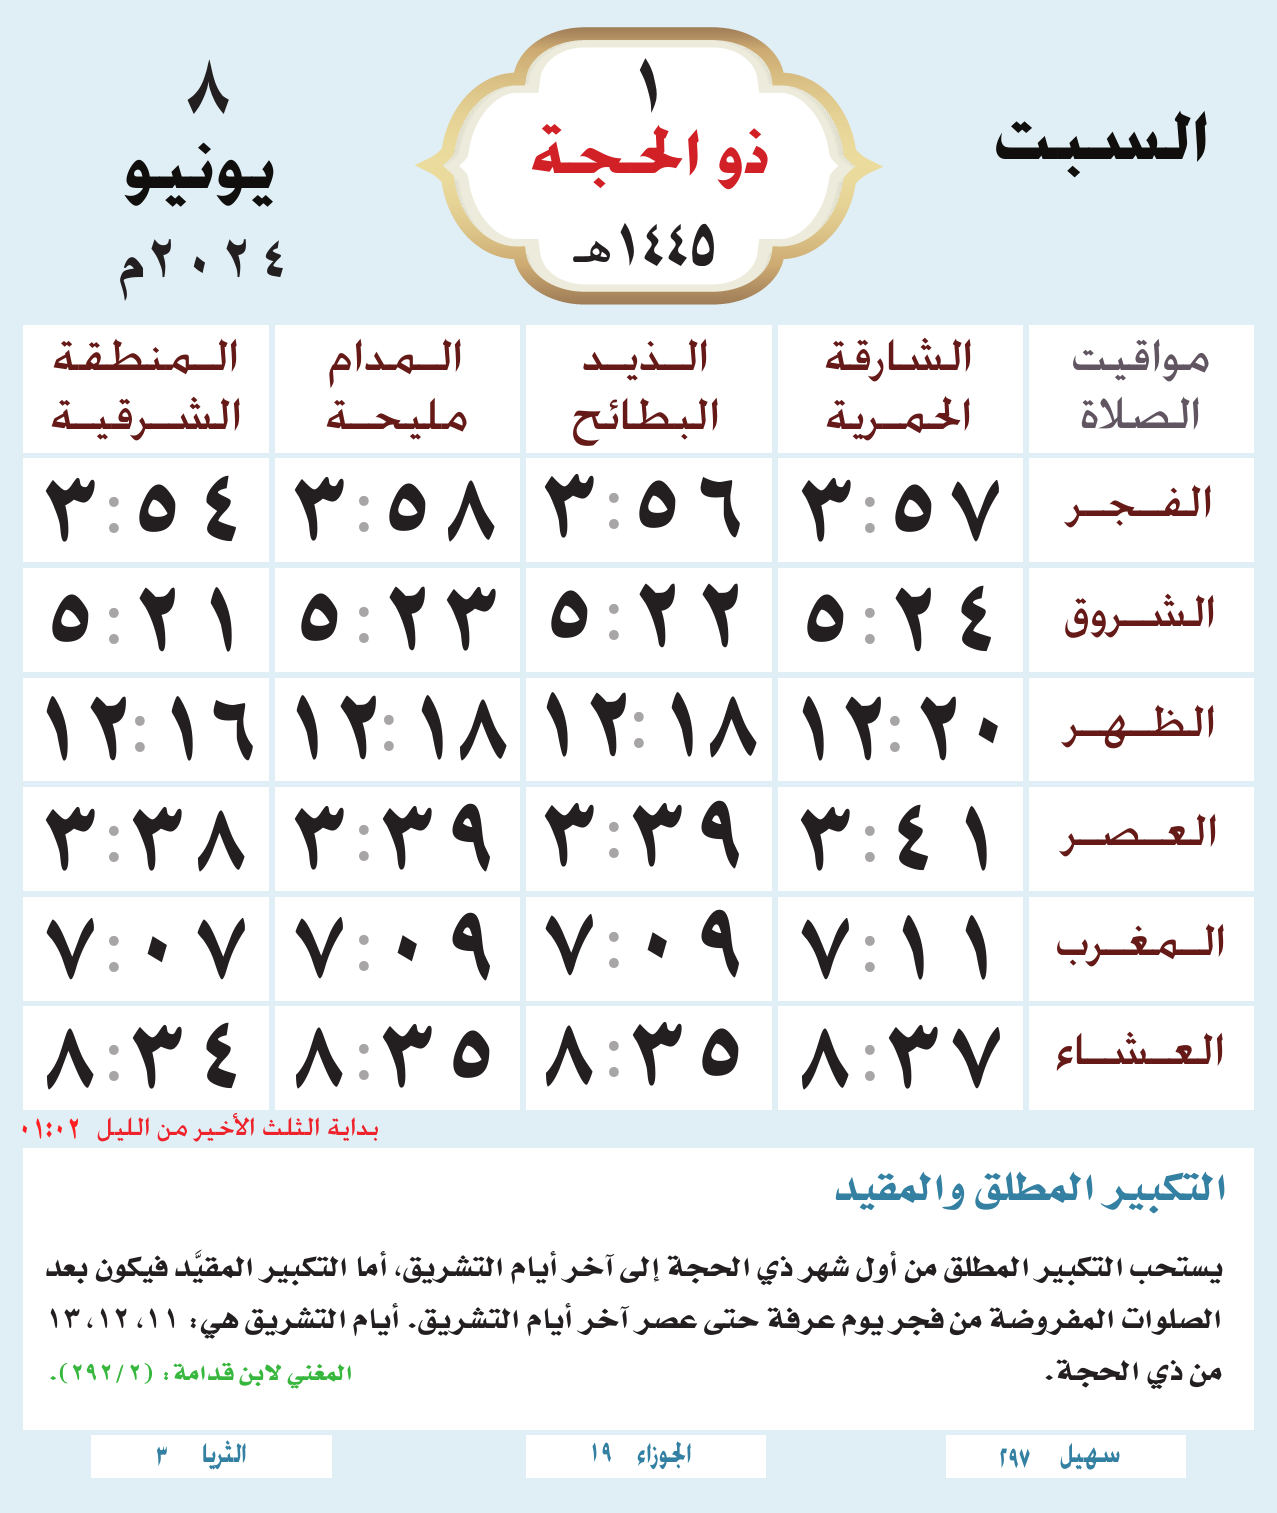 السبت
١
ذو الحجة
١٤٤٥هـ
٨
يونيو
٢٠٢٤م
مواقيت الصلاة
الشارقة الحمرية
الذيد البطائح
المدام مليحة
المنطقة الشرقية
الفجر ٣:٥٧ ٣:٥٦ ٣:٥٨ ٣:٥٤
الشروق ٥:٢٤ ٥:٢٢ ٥:٢٣ ٥:٢١
الظهر ١٢:٢٠ ١٢:١٨ ١٢:١٨ ١٢:١٦
العصر ٣:٤١ ٣:٣٩ ٣:٣٩ ٣:٣٨
المغرب ٧:١١ ٧:٠٩ ٧:٠٩ ٧:٠٧
العشاء ٨:٣٧ ٨:٣٥ ٨:٣٥ ٨:٣٤
بداية الثلث الأخير من الليل ٠١:٠٢
التكبير المطلق والمقيد
يستحب التكبير المطلق من أول شهر ذي الحجة إلى آخر أيام التشريق، أما التكبير المقيَّد فيكون بعد
الصلوات المفروضة من فجر يوم عرفة حتى عصر آخر أيام التشريق. أيام التشريق هي: ١١، ١٢، ١٣
من ذي الحجة.
المغني لابن قدامة: (٢٩٢/٢).
سهيل ٢٩٧
الجوزاء ١٩
الثريا ٣